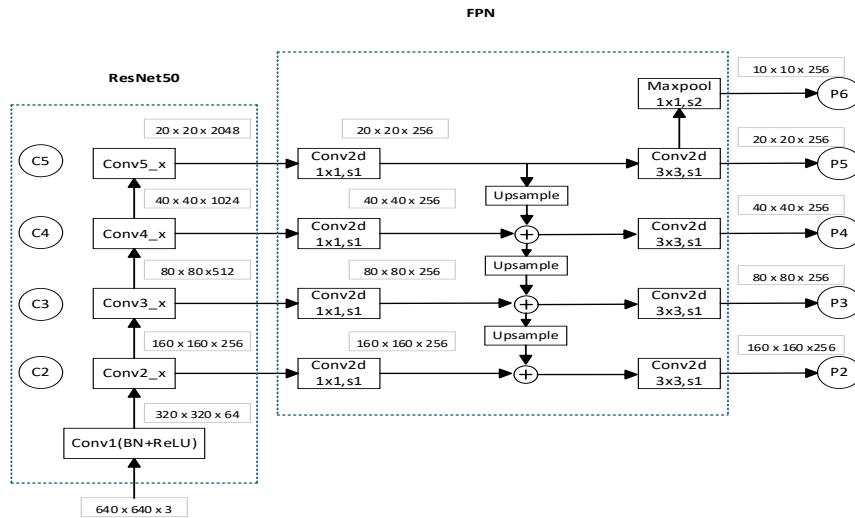 FPN
ResNet50
10 x 10 x 256
Maxpool
1x1,s2
P6
20 x 20 x 2048
20 x 20 x 256
20 x 20 x 256
C5
Conv5_x
Conv2d
1x1,s1
Conv2d
3x3,s1
P5
Upsample
40 x 40 x 1024
40 x 40 x 256
40 x 40 x 256
C4
Conv4_x
Conv2d
1x1,s1
+
Conv2d
3x3,s1
P4
Upsample
80 x 80 x512
80 x 80 x 256
80 x 80 x 256
C3
Conv3_x
Conv2d
1x1,s1
+
Conv2d
3x3,s1
P3
Upsample
160 x 160 x 256
160 x 160 x 256
160 x 160 x256
C2
Conv2_x
Conv2d
1x1,s1
+
Conv2d
3x3,s1
P2
320 x 320 x 64
Conv1(BN+ReLU)
640 x 640 x 3